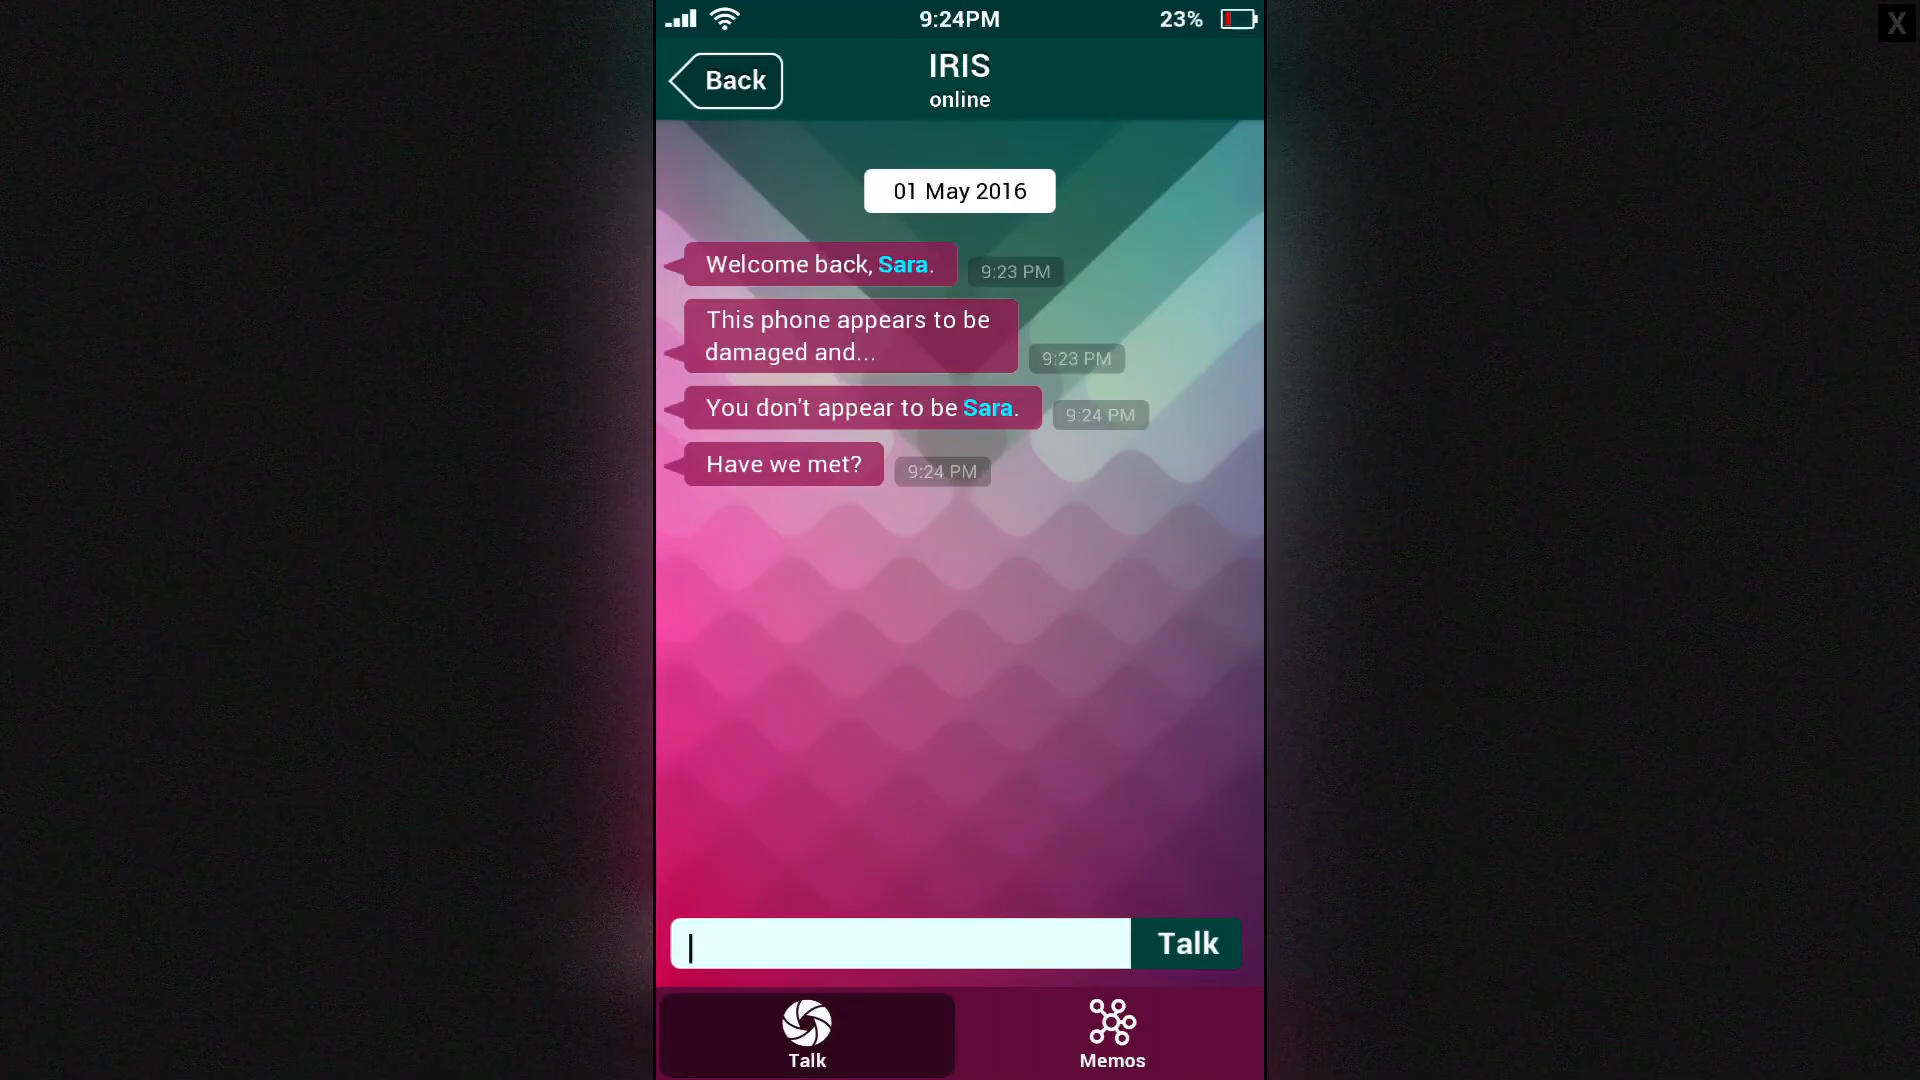 9:24PM
23%
X
Back
IRIS
online
01 May 2016
Welcome back, Sara.
9:23 PM
This phone appears to be
damaged and...
9:23 PM
You don't appear to be Sara.
9:24 PM
Have we met?
9:24 PM
Talk
Talk
Memos